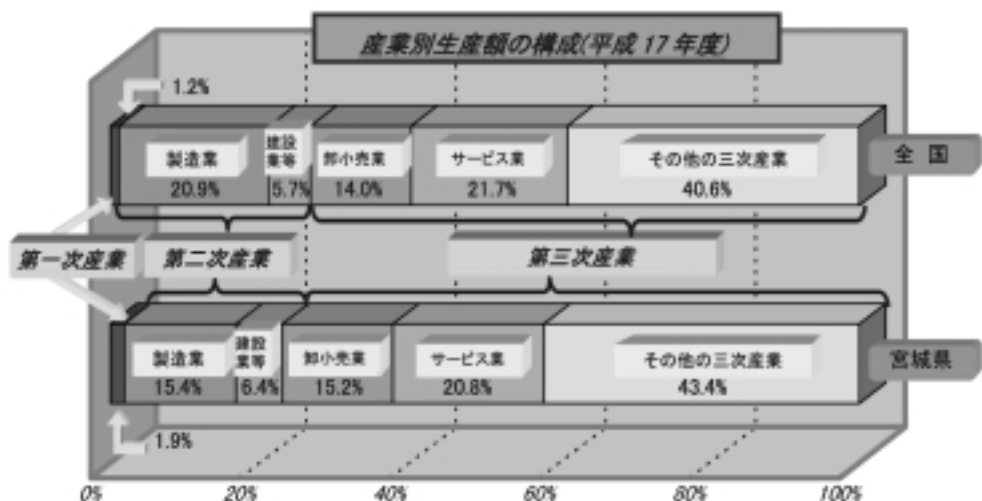 産業別生産額の構成(平成 17 年度)
1.2%
製造業
20.9%
建設
業等
5.7%
卸小売業
14.0%
サービス業
21.7%
その他の三次産業
40.6%
全 国
第一次産業
第二次産業
第三次産業
製造業
15.4%
建設
業等
6.4%
卸小売業
15.2%
サービス業
20.8%
その他の三次産業
43.4%
宮城県
1.9%
0%
20%
40%
60%
80%
100%